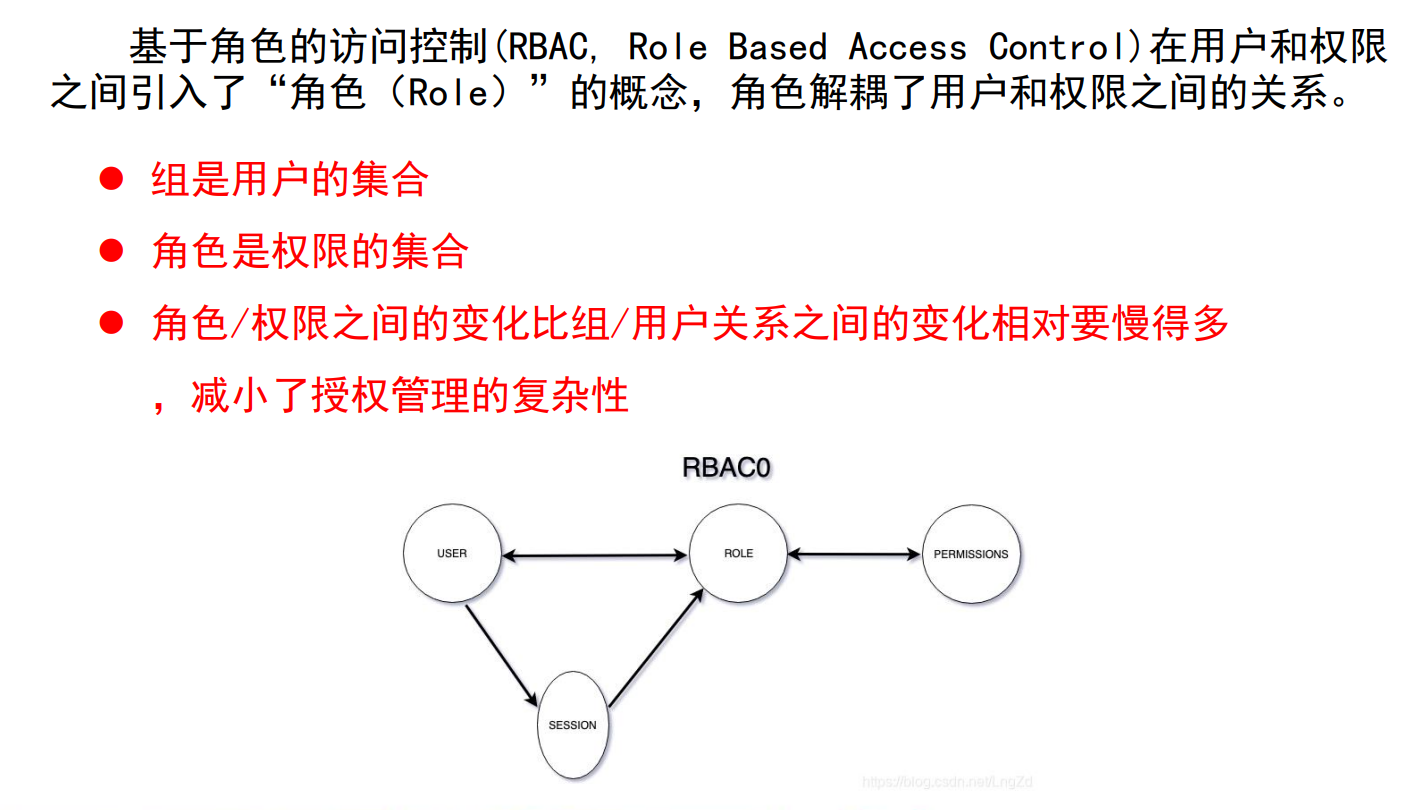 基于角色的访问控制(RBAC, Role Based Access Control)在用户和权限
之间引入了“角色（Role）”的概念，角色解耦了用户和权限之间的关系。
● 组是用户的集合
● 角色是权限的集合
● 角色/权限之间的变化比组/用户关系之间的变化相对要慢得多
，减小了授权管理的复杂性
RBAC0
USER
ROLE
PERMISSIONS
SESSION
https://blog.csdn.net/LngZd